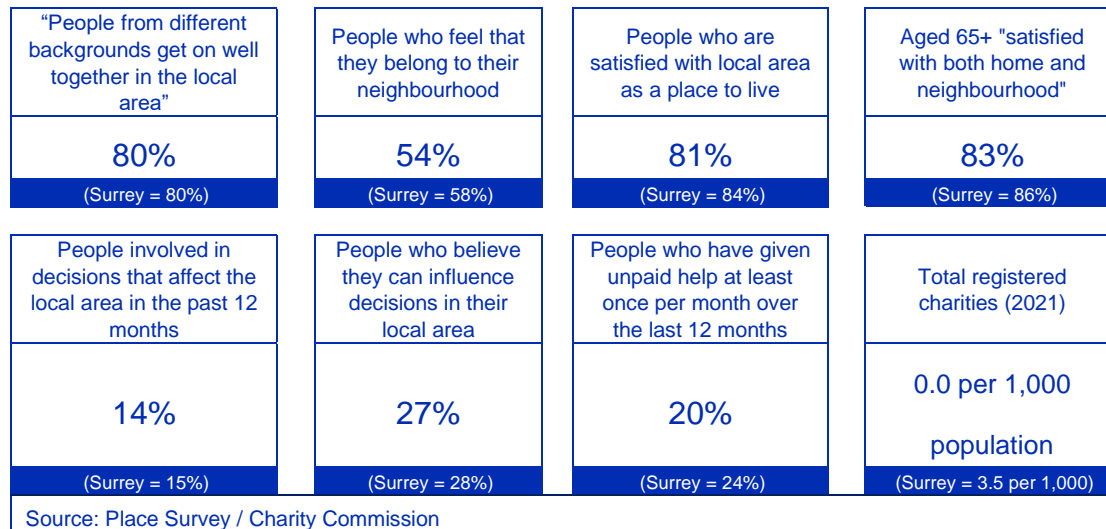 “People from different
backgrounds get on well
together in the local
area”
80%
(Surrey = 80%)
People who feel that
they belong to their
neighbourhood
54%
(Surrey = 58%)
People who are
satisfied with local area
as a place to live
81%
(Surrey = 84%)
Aged 65+ "satisfied
with both home and
neighbourhood"
83%
(Surrey = 86%)
People involved in
decisions that affect the
local area in the past 12
months
14%
(Surrey = 15%)
People who believe
they can influence
decisions in their
local area
27%
(Surrey = 28%)
People who have given
unpaid help at least
once per month over
the last 12 months
20%
(Surrey = 24%)
Total registered
charities (2021)
0.0 per 1,000
population
(Surrey = 3.5 per 1,000)
Source: Place Survey / Charity Commission